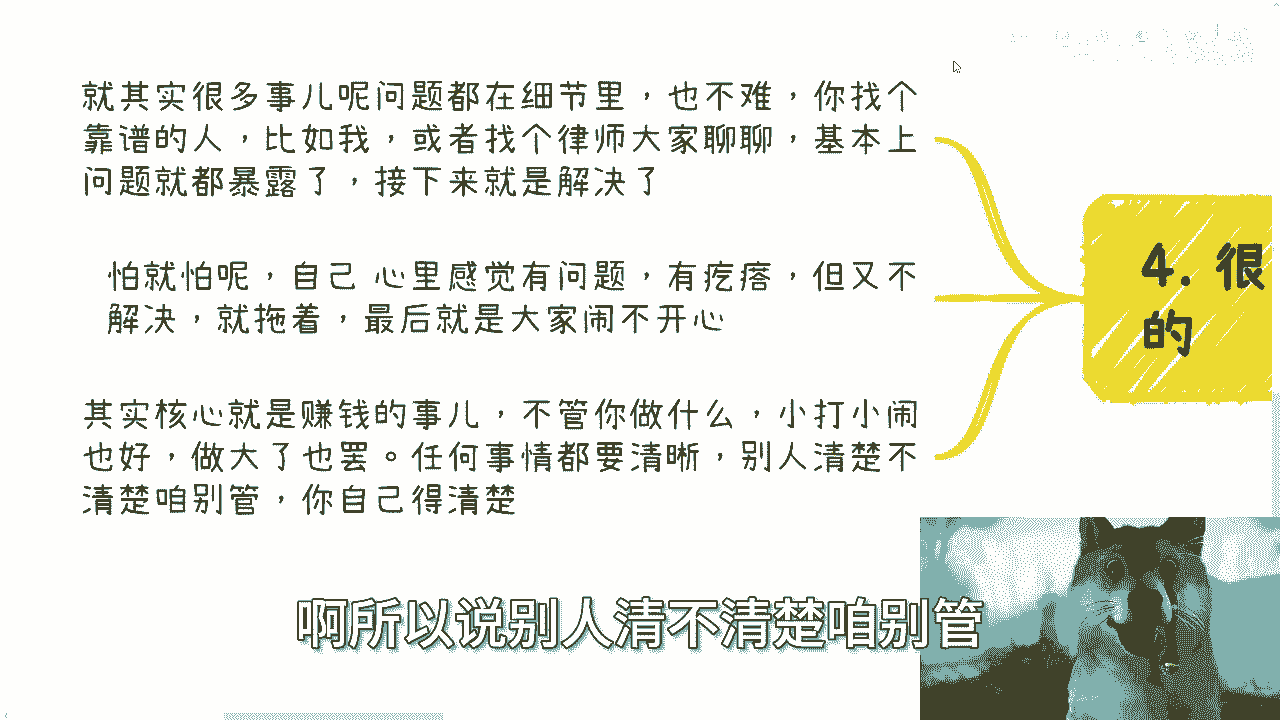 就其实很多事儿呢问题都在细节里，也不难，你找个
靠谱的人，比如我，或者找个律师大家聊聊，基本上
问题就都暴露了，接下来就是解决了
怕就怕呢，自己 心里感觉有问题，有疙瘩，但又不
解决，就拖着，最后就是大家闹不开心
其实核心就是赚钱的事儿，不管你做什么，小打小闹
也好，做大了也罢。任何事情都要清晰，别人清楚不
清楚咱别管，你自己得清楚
4. 很
的
啊所以说别人清不清楚咱别管